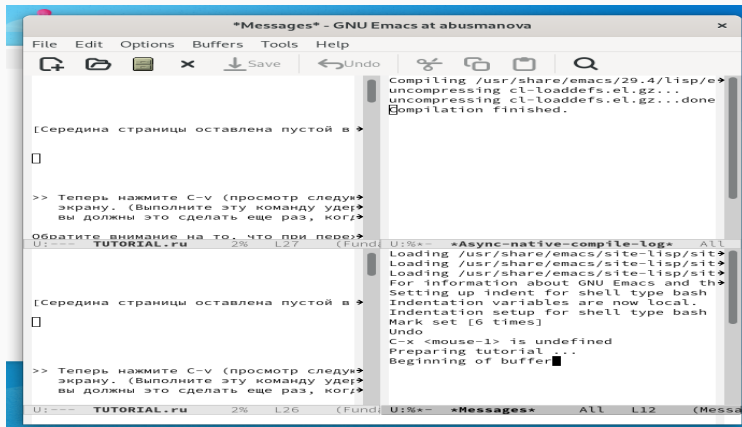 *Messages* - GNU Emacs at abusmanova
File Edit Options Buffers Tools Help
Save Undo
[Середина страницы оставлена пустой в
>> Теперь нажмите C-v (просмотр следую
экрану. (Выполните эту команду удер
вы должны это сделать еще раз, когд
Обратите внимание на то, что при пере
U:--- TUTORIAL.ru 2% L27 (Funda
Compiling /usr/share/emacs/29.4/lisp/e
uncompressing cl-loaddefs.el.gz...
uncompressing cl-loaddefs.el.gz...done
Compilation finished.
U:%*- *Async-native-compile-log* All
[Середина страницы оставлена пустой в
>> Теперь нажмите C-v (просмотр следую
экрану. (Выполните эту команду удер
вы должны это сделать еще раз, когд
U:--- TUTORIAL.ru 2% L26 (Funda
Loading /usr/share/emacs/site-lisp/sit
Loading /usr/share/emacs/site-lisp/sit
Loading /usr/share/emacs/site-lisp/sit
For information about GNU Emacs and th
Setting up indent for shell type bash
Indentation variables are now local.
Indentation setup for shell type bash
Mark set [6 times]
Undo
C-x <mouse-1> is undefined
Preparing tutorial ...
Beginning of buffer
U:%*- *Messages* All L12 (Messa